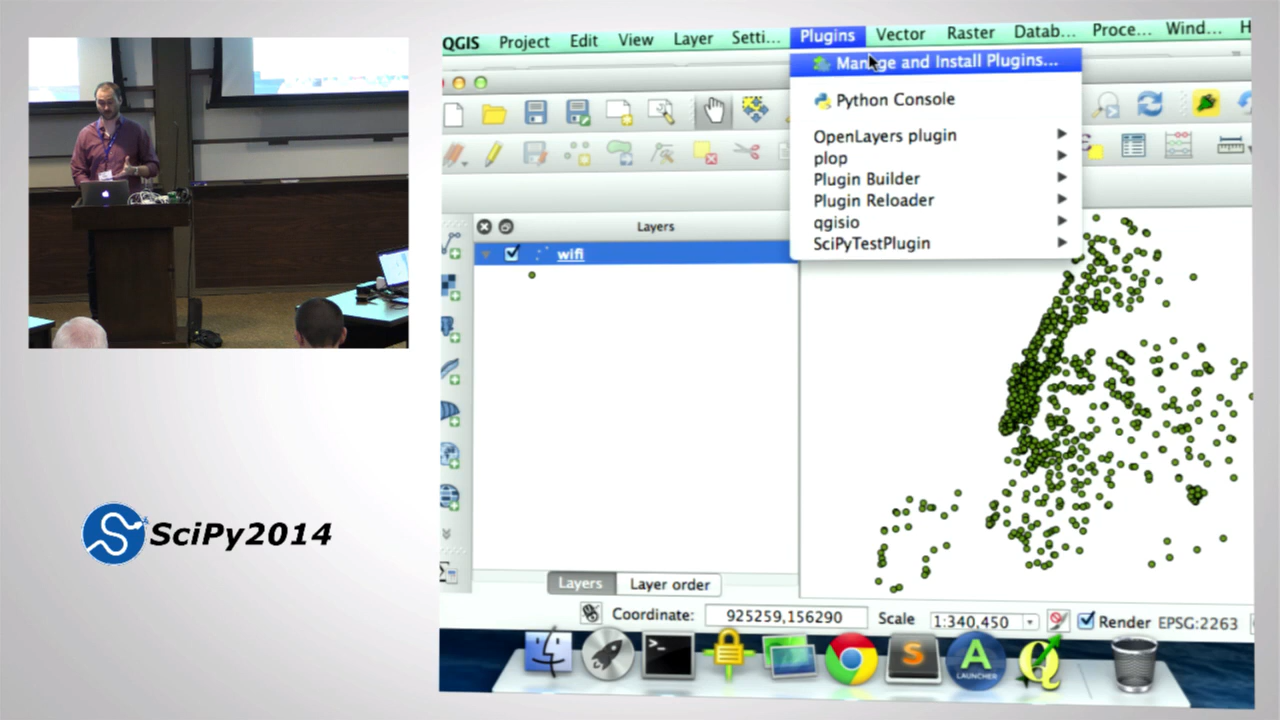 QGIS Project Edit View Layer Setti... Plugins Vector Raster Datab... Proce... Wind... H
Manage and Install Plugins...
Python Console
OpenLayers plugin
plop
Plugin Builder
Plugin Reloader
qgisio
SciPyTestPlugin
Layers
wifi
Layers Layer order
Coordinate: 925259,156290 Scale 1:340,450 Render EPSG:2263
S
A
LAUNCHER
SciPy2014